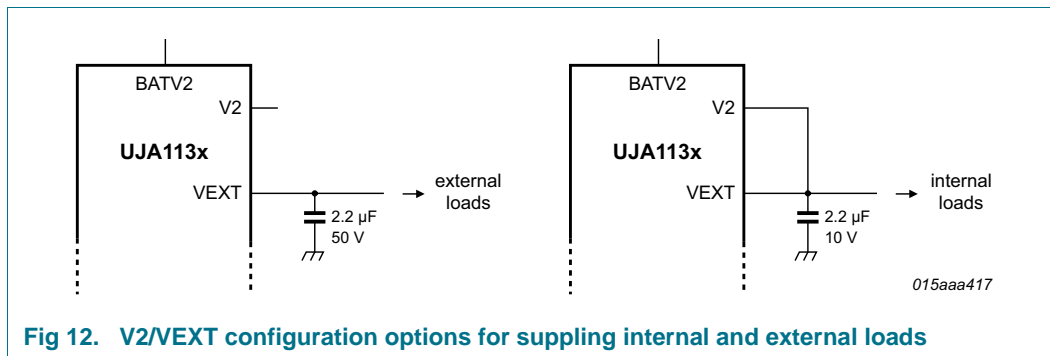 BATV2
V2
UJA113x
VEXT
external
loads
2.2 µF
50 V
BATV2
V2
UJA113x
VEXT
internal
loads
2.2 µF
10 V
015aaa417
Fig 12. V2/VEXT configuration options for suppling internal and external loads